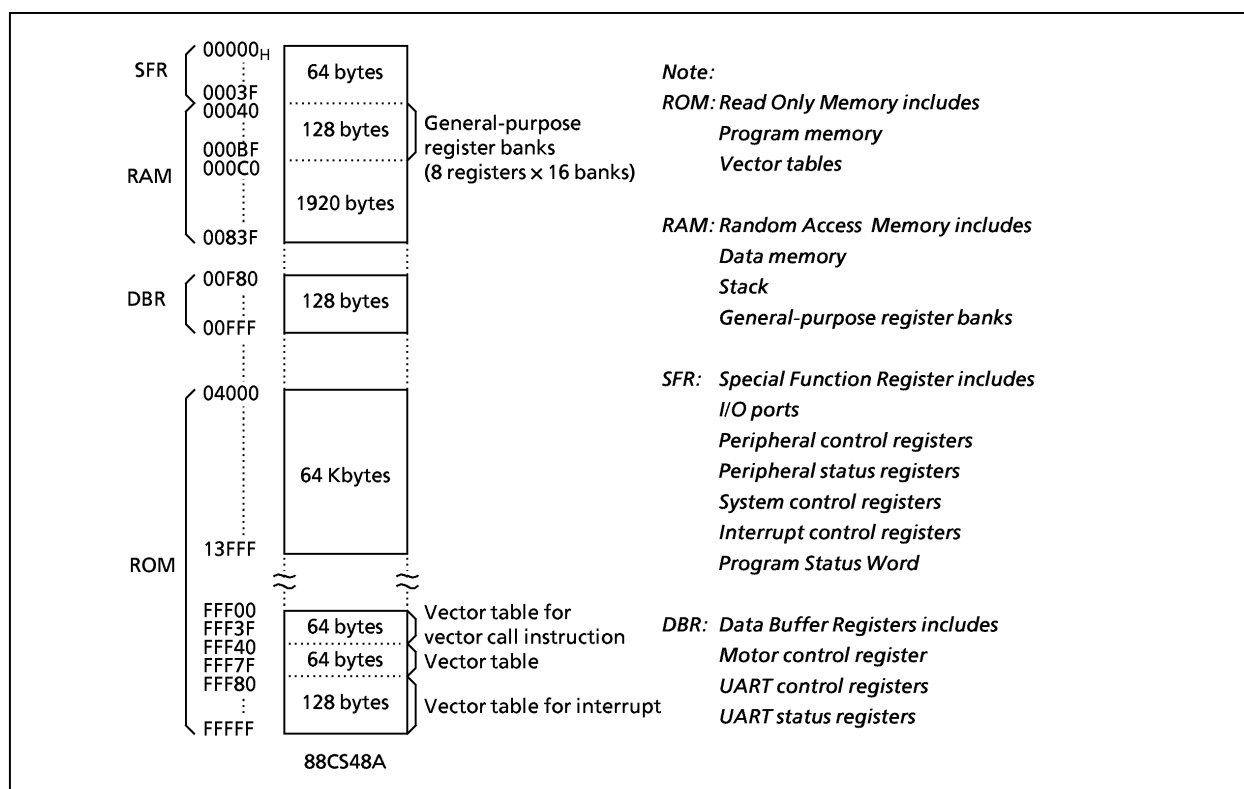 SFR
00000H
64 bytes
0003F
00040
128 bytes
General-purpose
register banks
(8 registers x 16 banks)
000BF
000C0
RAM
1920 bytes
0083F
DBR
00F80
128 bytes
00FFF
04000
64 Kbytes
13FFF
ROM
FFF00
FFF3F
64 bytes
Vector table for
vector call instruction
FFF40
FFF7F
64 bytes
Vector table
FFF80
128 bytes
Vector table for interrupt
FFFFF
88CS48A
Note:
ROM: Read Only Memory includes
Program memory
Vector tables
RAM: Random Access Memory includes
Data memory
Stack
General-purpose register banks
SFR: Special Function Register includes
I/O ports
Peripheral control registers
Peripheral status registers
System control registers
Interrupt control registers
Program Status Word
DBR: Data Buffer Registers includes
Motor control register
UART control registers
UART status registers